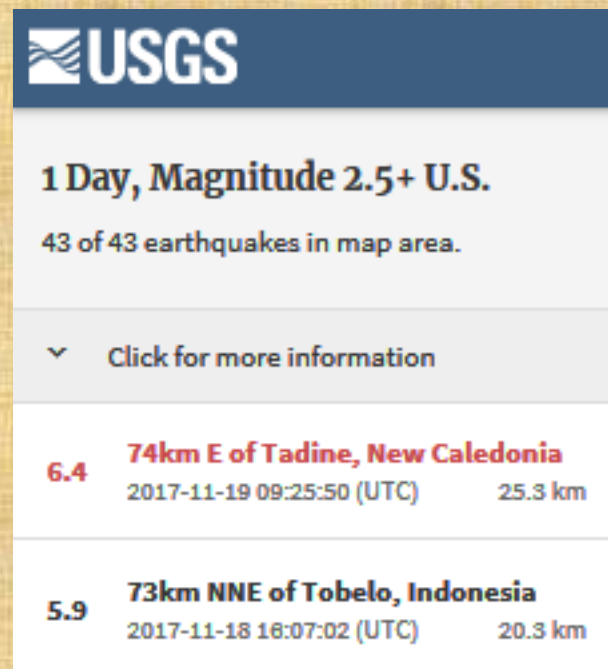 USGS
1 Day, Magnitude 2.5+ U.S.
43 of 43 earthquakes in map area.
Click for more information
6.4 74km E of Tadine, New Caledonia
2017-11-19 09:25:50 (UTC) 25.3 km
5.9 73km NNE of Tobelo, Indonesia
2017-11-18 16:07:02 (UTC) 20.3 km